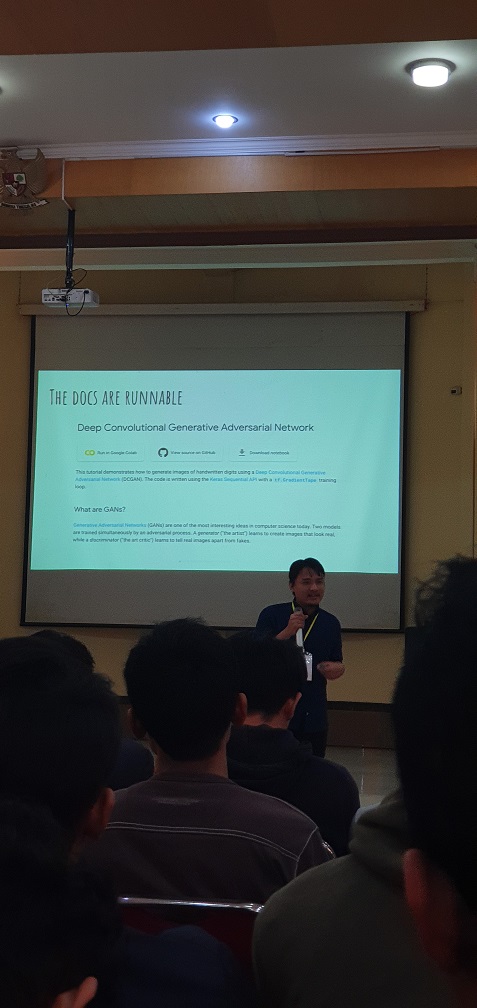 THE DOCS ARE RUNNABLE
Deep Convolutional Generative Adversarial Network
Run in Google Colab
View source on GitHub
Download notebook
This tutorial demonstrates how to generate images of handwritten digits using a Deep Convolutional Generative
Adversarial Network (DCGAN). The code is written using the Keras Sequential API with a tf.GradientTape training
loop.
What are GANs?
Generative Adversarial Networks (GANs) are one of the most interesting ideas in computer science today. Two models
are trained simultaneously by an adversarial process. A generator ("the artist") learns to create images that look real,
while a discriminator ("the art critic") learns to tell real images apart from fakes.